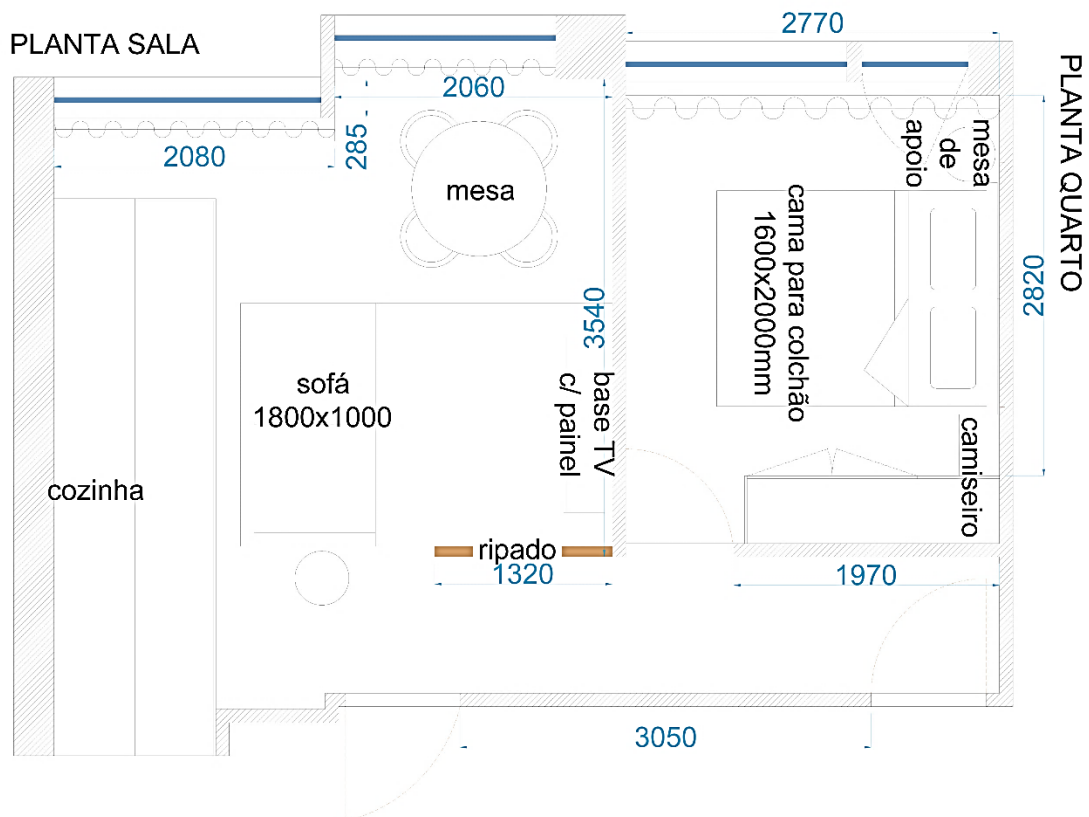 2770
PLANTA SALA
2060
2080
285
mesa
mesa
de
apoio
PLANTA QUARTO
cama para colchão
1600x2000mm
2820
3540
sofá
1800x1000
base TV
c/ painel
camiseiro
cozinha
ripado
1320
1970
3050